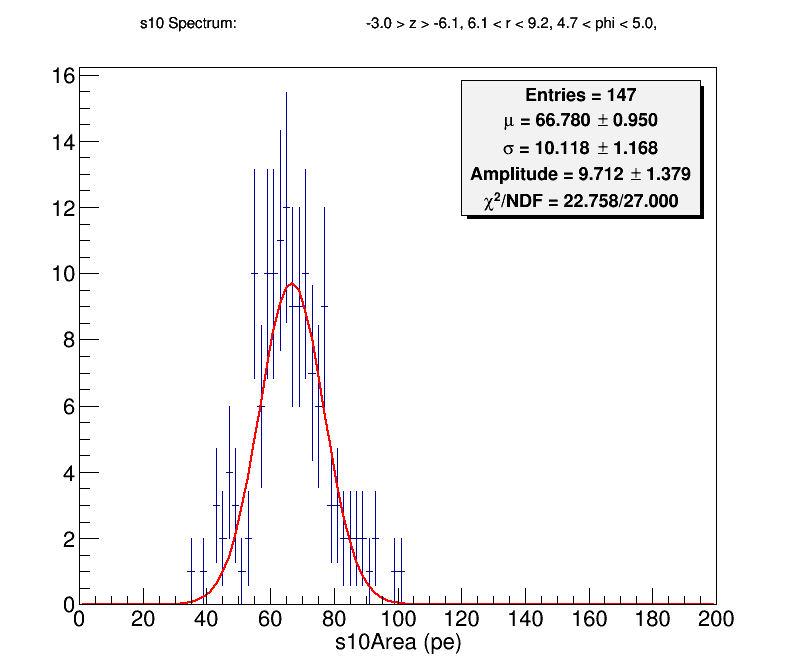 s10 Spectrum: -3.0 > z > -6.1, 6.1 < r < 9.2, 4.7 < phi < 5.0,
Entries = 147
μ = 66.780 ± 0.950
σ = 10.118 ± 1.168
Amplitude = 9.712 ± 1.379
χ²/NDF = 22.758/27.000
16
14
12
10
8
6
4
2
0
0 20 40 60 80 100 120 140 160 180 200
s10Area (pe)